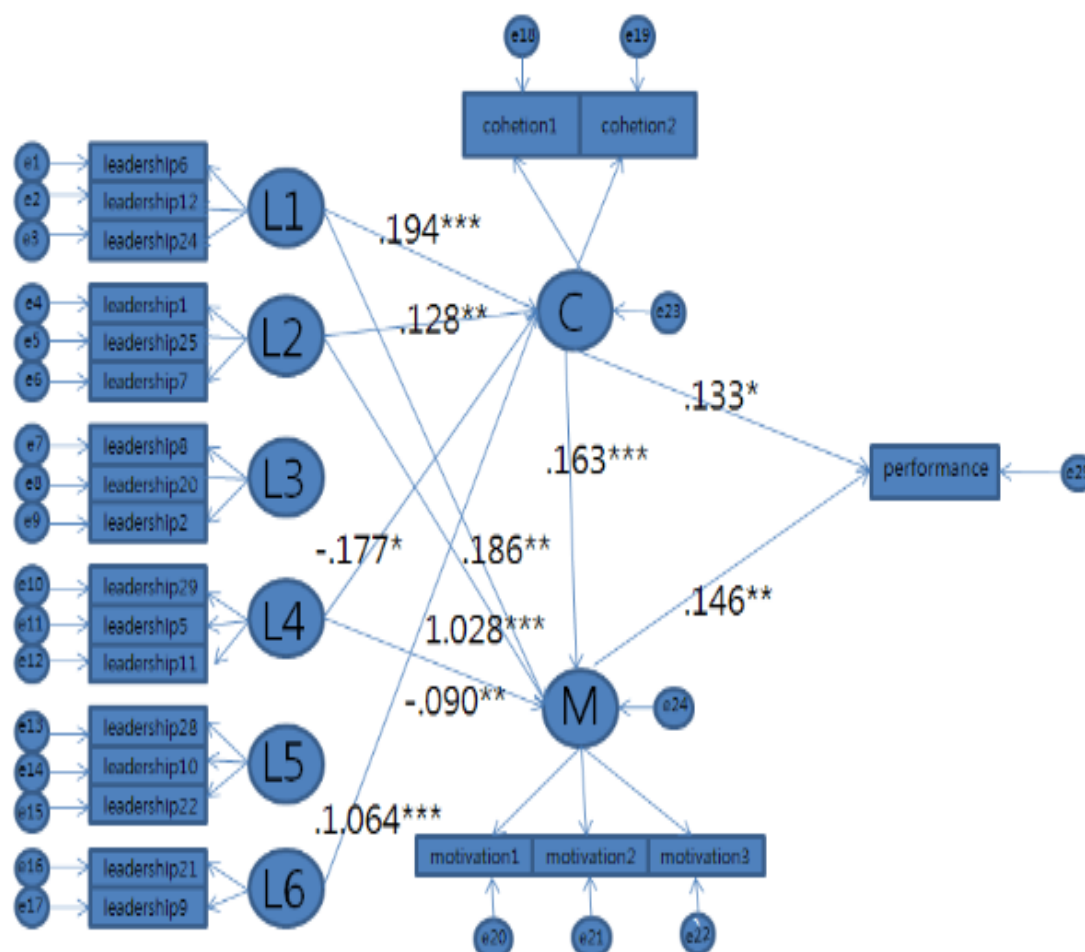 e18
e19
cohetion1
cohetion2
e1
leadership6
e2
leadership12
e3
leadership24
L1
.194***
e4
leadership1
e5
leadership25
e6
leadership7
L2
.128**
C
e23
.133*
e7
leadership8
e8
leadership20
e9
leadership2
L3
.163***
performance
-.177*
.186**
e10
leadership29
e11
leadership5
e12
leadership11
L4
1.028***
.146**
-.090**
M
e24
e13
leadership28
e14
leadership10
e15
leadership22
L5
.1.064***
motivation1
motivation2
motivation3
e16
leadership21
e17
leadership9
L6
e20
e21
e22